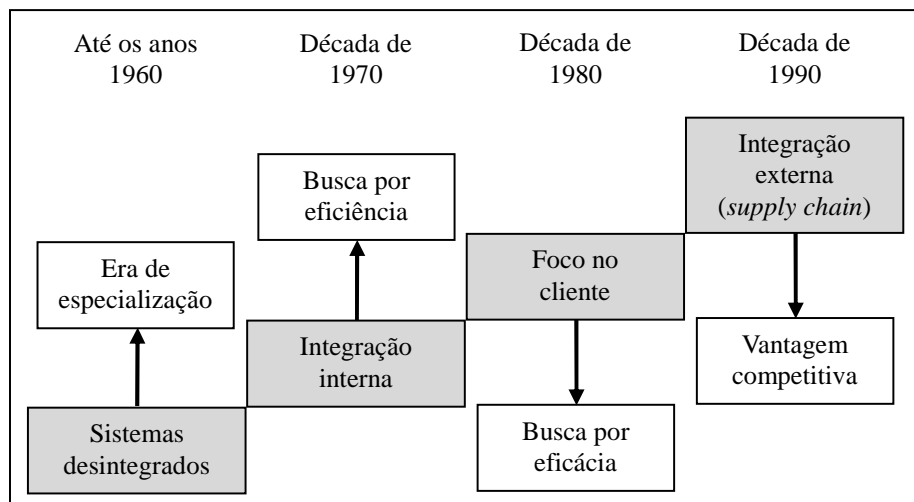 Até os anos
1960
Década de
1970
Década de
1980
Década de
1990
Integração
externa
(supply chain)
Busca por
eficiência
Era de
especialização
Foco no
cliente
Integração
interna
Vantagem
competitiva
Sistemas
desintegrados
Busca por
eficácia